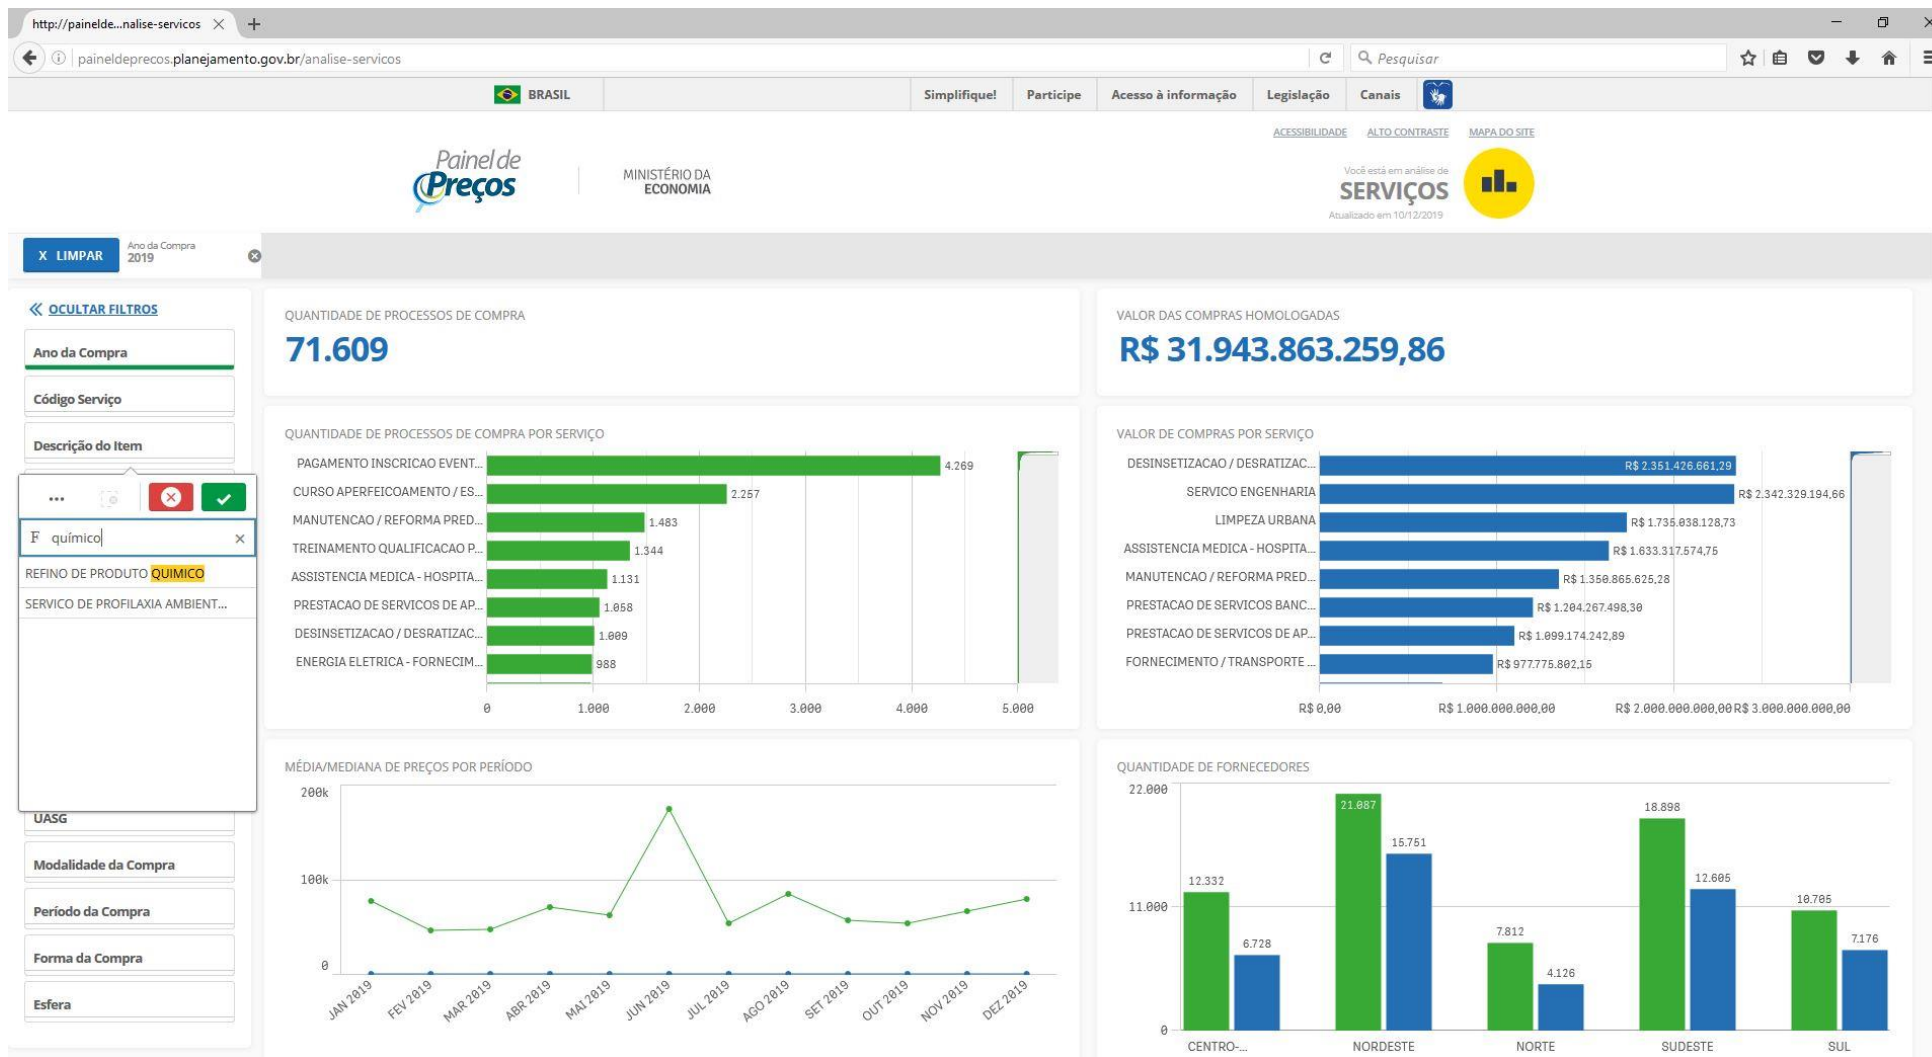 http://painelde...nalise-servicos
paineldeprecos.planejamento.gov.br/analise-servicos
Pesquisar
BRASIL
Simplifique!
Participe
Acesso à informação
Legislação
Canais
ACESSIBILIDADE
ALTO CONTRASTE
MAPA DO SITE
Painel de
Preços
MINISTÉRIO DA
ECONOMIA
Você está em análise de
SERVIÇOS
Atualizado em 10/12/2019
X LIMPAR
Ano da Compra
2019
OCULTAR FILTROS
Ano da Compra
Código Serviço
Descrição do Item
F químico
REFINO DE PRODUTO QUIMICO
SERVICO DE PROFILAXIA AMBIENT...
UASG
Modalidade da Compra
Período da Compra
Forma da Compra
Esfera
QUANTIDADE DE PROCESSOS DE COMPRA
71.609
VALOR DAS COMPRAS HOMOLOGADAS
R$ 31.943.863.259,86
QUANTIDADE DE PROCESSOS DE COMPRA POR SERVIÇO
PAGAMENTO INSCRICAO EVENT... 4.269
CURSO APERFEICOAMENTO / ES... 2.257
MANUTENCAO / REFORMA PRED... 1.483
TREINAMENTO QUALIFICACAO P... 1.344
ASSISTENCIA MEDICA - HOSPITA... 1.131
PRESTACAO DE SERVICOS DE AP... 1.058
DESINSETIZACAO / DESRATIZAC... 1.009
ENERGIA ELETRICA - FORNECIM... 988
0 1.000 2.000 3.000 4.000 5.000
VALOR DE COMPRAS POR SERVIÇO
DESINSETIZACAO / DESRATIZAC... R$ 2.351.426.661,29
SERVICO ENGENHARIA R$ 2.342.329.194,66
LIMPEZA URBANA R$ 1.735.038.128,73
ASSISTENCIA MEDICA - HOSPITA... R$ 1.633.317.574,75
MANUTENCAO / REFORMA PRED... R$ 1.350.865.625,28
PRESTACAO DE SERVICOS BANC... R$ 1.204.267.498,30
PRESTACAO DE SERVICOS DE AP... R$ 1.099.174.242,89
FORNECIMENTO / TRANSPORTE ... R$ 977.775.802,15
R$ 0,00 R$ 1.000.000.000,00 R$ 2.000.000.000,00 R$ 3.000.000.000,00
MÉDIA/MEDIANA DE PREÇOS POR PERÍODO
200k
100k
0
JAN 2019 FEV 2019 MAR 2019 ABR 2019 MAI 2019 JUN 2019 JUL 2019 AGO 2019 SET 2019 OUT 2019 NOV 2019 DEZ 2019
QUANTIDADE DE FORNECEDORES
22.000
11.000
0
12.332 6.728
21.087 15.751
7.812 4.126
18.898 12.605
10.705 7.176
CENTRO-... NORDESTE NORTE SUDESTE SUL